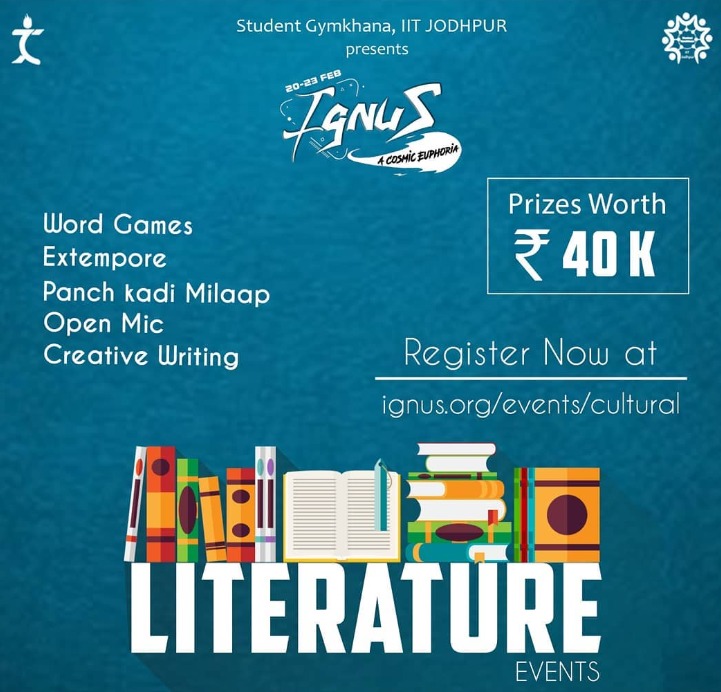 Student Gymkhana, IIT JODHPUR
presents
20-23 FEB
IGNUS
A COSMIC EUPHORIA
Word Games
Extempore
Panch kadi Milaap
Open Mic
Creative Writing
Prizes Worth
₹ 40 K
Register Now at
ignus.org/events/cultural
LITERATURE
EVENTS